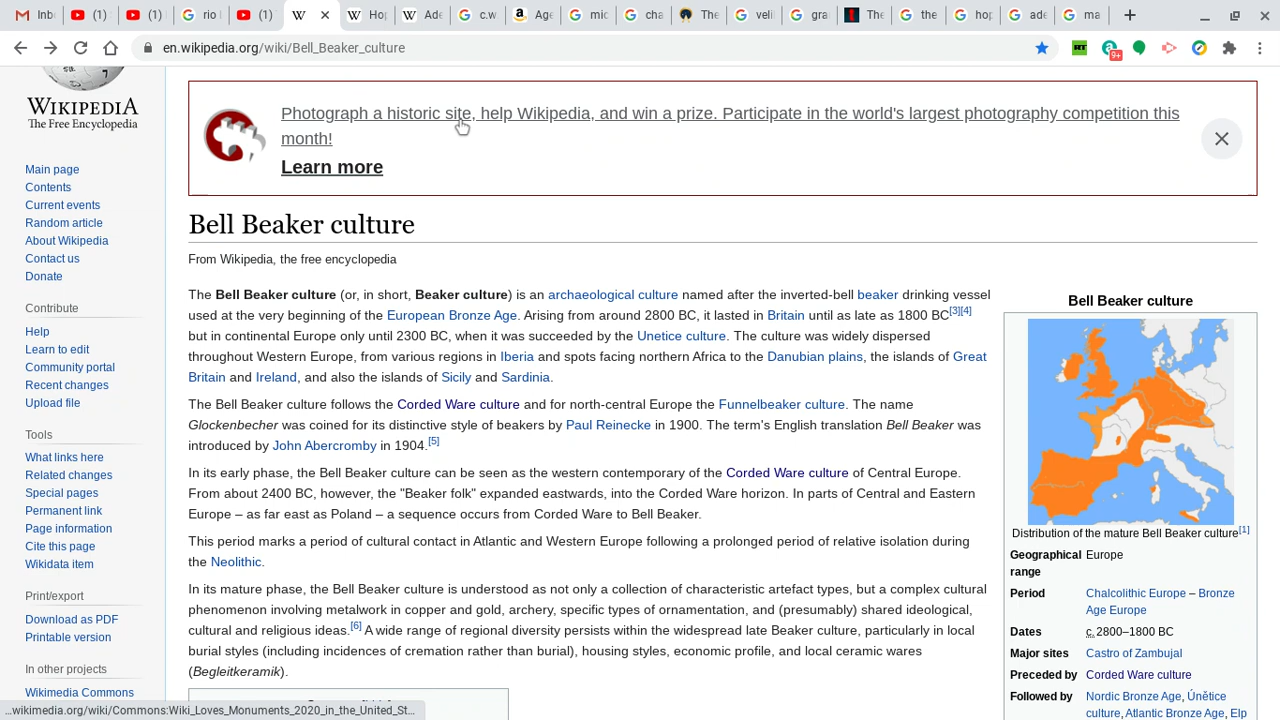 Inb
(1)
(1)
rio l
(1)
W
Hop
Ade
c.w
Age
mic
cha
The
veli
gra
The
the
hop
ade
ma
en.wikipedia.org/wiki/Bell_Beaker_culture
RT
9+
WIKIPEDIA
The Free Encyclopedia
Main page
Contents
Current events
Random article
About Wikipedia
Contact us
Donate
Contribute
Help
Learn to edit
Community portal
Recent changes
Upload file
Tools
What links here
Related changes
Special pages
Permanent link
Page information
Cite this page
Wikidata item
Print/export
Download as PDF
Printable version
In other projects
Wikimedia Commons
Photograph a historic site, help Wikipedia, and win a prize. Participate in the world's largest photography competition this
month!
Learn more
Bell Beaker culture
From Wikipedia, the free encyclopedia
The Bell Beaker culture (or, in short, Beaker culture) is an archaeological culture named after the inverted-bell beaker drinking vessel
used at the very beginning of the European Bronze Age. Arising from around 2800 BC, it lasted in Britain until as late as 1800 BC[3][4]
but in continental Europe only until 2300 BC, when it was succeeded by the Unetice culture. The culture was widely dispersed
throughout Western Europe, from various regions in Iberia and spots facing northern Africa to the Danubian plains, the islands of Great
Britain and Ireland, and also the islands of Sicily and Sardinia.
The Bell Beaker culture follows the Corded Ware culture and for north-central Europe the Funnelbeaker culture. The name
Glockenbecher was coined for its distinctive style of beakers by Paul Reinecke in 1900. The term's English translation Bell Beaker was
introduced by John Abercromby in 1904.[5]
In its early phase, the Bell Beaker culture can be seen as the western contemporary of the Corded Ware culture of Central Europe.
From about 2400 BC, however, the "Beaker folk" expanded eastwards, into the Corded Ware horizon. In parts of Central and Eastern
Europe – as far east as Poland – a sequence occurs from Corded Ware to Bell Beaker.
This period marks a period of cultural contact in Atlantic and Western Europe following a prolonged period of relative isolation during
the Neolithic.
In its mature phase, the Bell Beaker culture is understood as not only a collection of characteristic artefact types, but a complex cultural
phenomenon involving metalwork in copper and gold, archery, specific types of ornamentation, and (presumably) shared ideological,
cultural and religious ideas.[6] A wide range of regional diversity persists within the widespread late Beaker culture, particularly in local
burial styles (including incidences of cremation rather than burial), housing styles, economic profile, and local ceramic wares
(Begleitkeramik).
Bell Beaker culture
Distribution of the mature Bell Beaker culture[1]
Geographical range Europe
Period Chalcolithic Europe – Bronze
Age Europe
Dates c. 2800–1800 BC
Major sites Castro of Zambujal
Preceded by Corded Ware culture
Followed by Nordic Bronze Age, Únětice
culture, Atlantic Bronze Age, Elp
…wikimedia.org/wiki/Commons:Wiki_Loves_Monuments_2020_in_the_United_St…